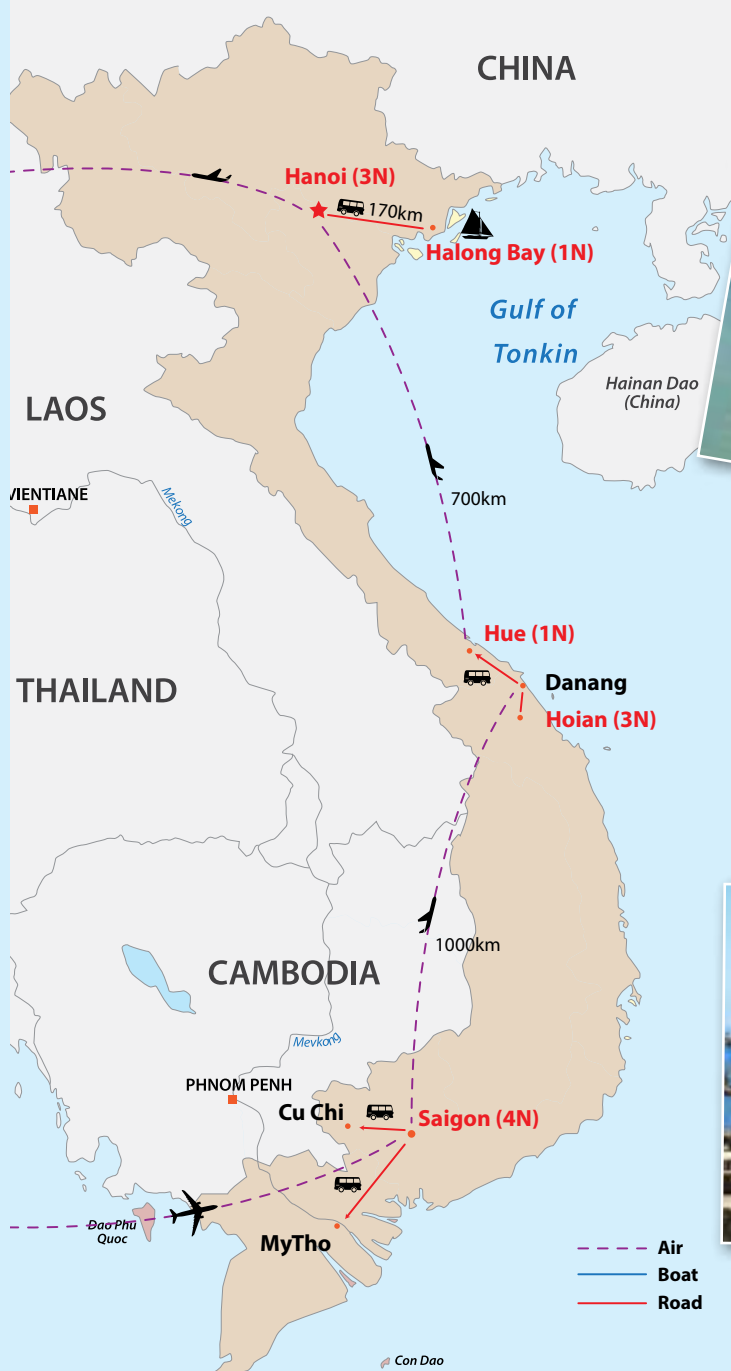 CHINA
Hanoi (3N)
170km
Halong Bay (1N)
Gulf of
Tonkin
Hainan Dao
(China)
LAOS
VIENTIANE
Mekong
700km
Hue (1N)
THAILAND
Danang
Hoian (3N)
1000km
CAMBODIA
Mevkong
PHNOM PENH
Cu Chi
Saigon (4N)
Dao Phu
Quoc
MyTho
Air
Boat
Road
Con Dao